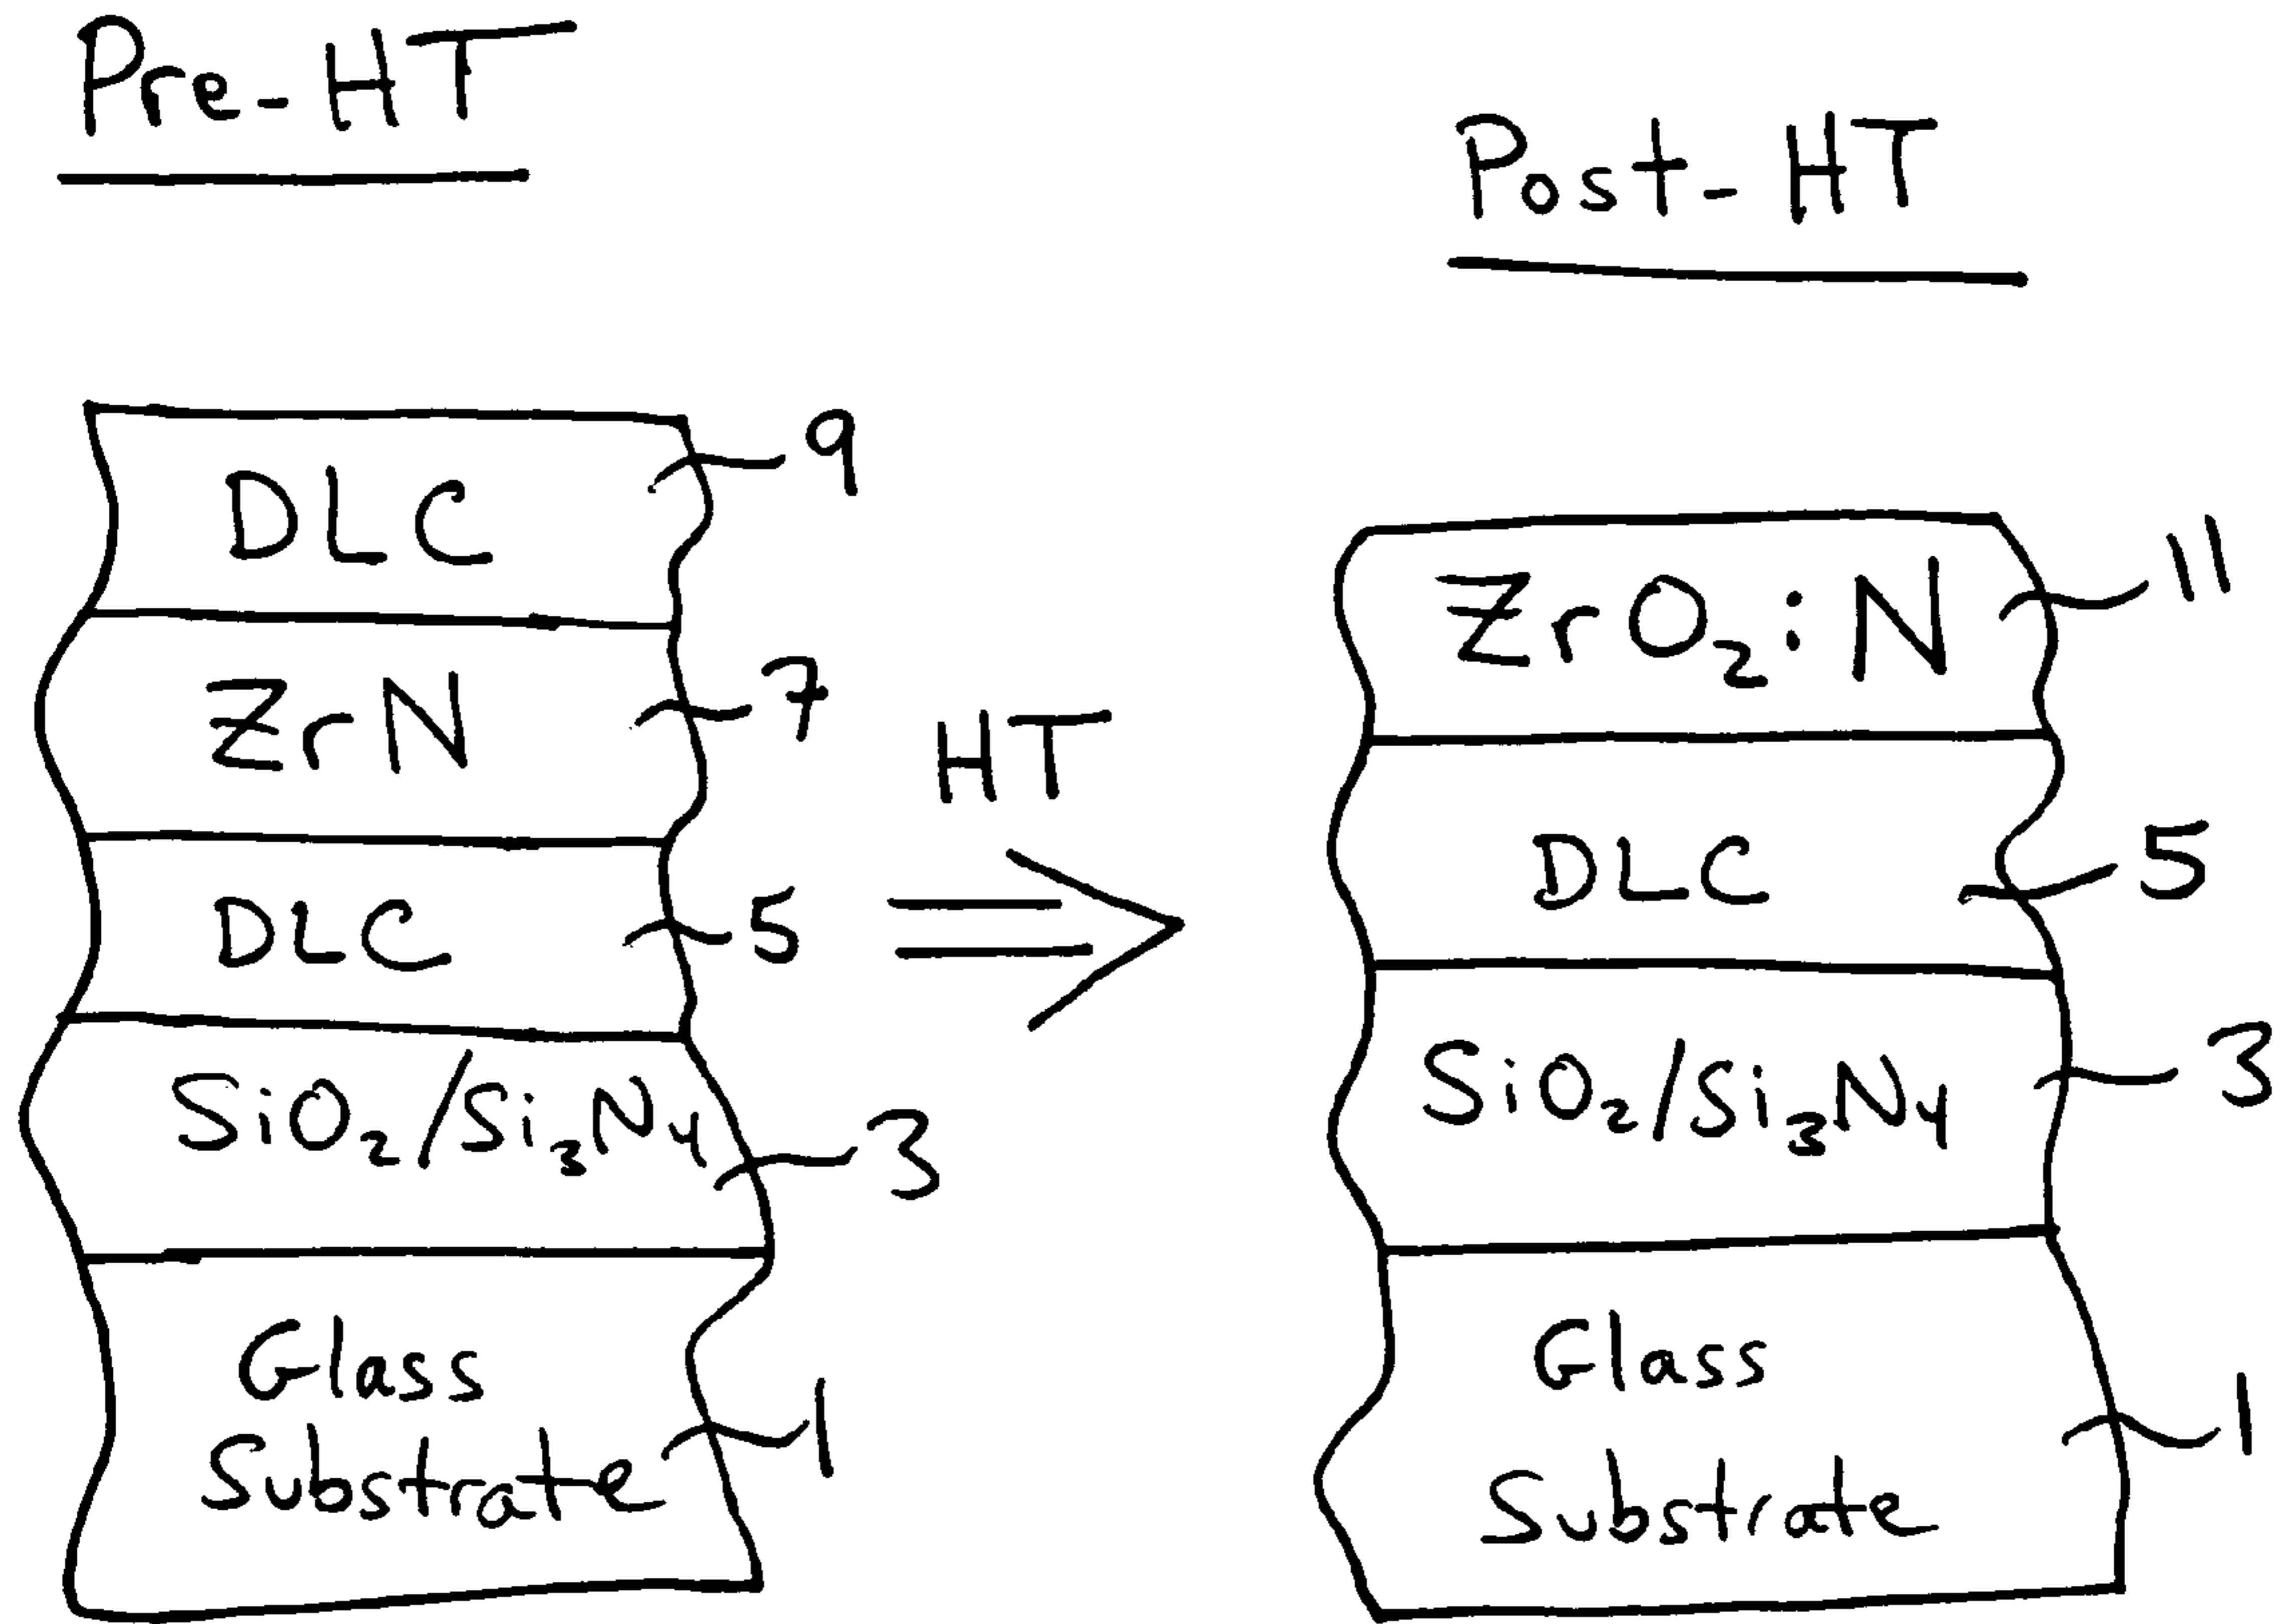 Pre-HT
DLC
9
ZrN
7
DLC
5
SiO₂/Si₃N₄
3
Glass
Substrate
1
HT
Post-HT
ZrO₂:N
11
DLC
5
SiO₂/Si₃N₄
3
Glass
Substrate
1